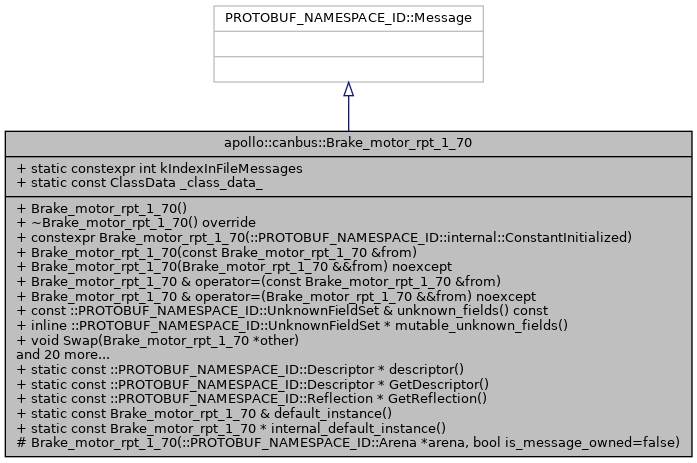 PROTOBUF_NAMESPACE_ID::Message
apollo::canbus::Brake_motor_rpt_1_70
+ static constexpr int kIndexInFileMessages
+ static const ClassData _class_data_
+ Brake_motor_rpt_1_70()
+ ~Brake_motor_rpt_1_70() override
+ constexpr Brake_motor_rpt_1_70(::PROTOBUF_NAMESPACE_ID::internal::ConstantInitialized)
+ Brake_motor_rpt_1_70(const Brake_motor_rpt_1_70 &from)
+ Brake_motor_rpt_1_70(Brake_motor_rpt_1_70 &&from) noexcept
+ Brake_motor_rpt_1_70 & operator=(const Brake_motor_rpt_1_70 &from)
+ Brake_motor_rpt_1_70 & operator=(Brake_motor_rpt_1_70 &&from) noexcept
+ const ::PROTOBUF_NAMESPACE_ID::UnknownFieldSet & unknown_fields() const
+ inline ::PROTOBUF_NAMESPACE_ID::UnknownFieldSet * mutable_unknown_fields()
+ void Swap(Brake_motor_rpt_1_70 *other)
and 20 more...
+ static const ::PROTOBUF_NAMESPACE_ID::Descriptor * descriptor()
+ static const ::PROTOBUF_NAMESPACE_ID::Descriptor * GetDescriptor()
+ static const ::PROTOBUF_NAMESPACE_ID::Reflection * GetReflection()
+ static const Brake_motor_rpt_1_70 & default_instance()
+ static const Brake_motor_rpt_1_70 * internal_default_instance()
# Brake_motor_rpt_1_70(::PROTOBUF_NAMESPACE_ID::Arena *arena, bool is_message_owned=false)